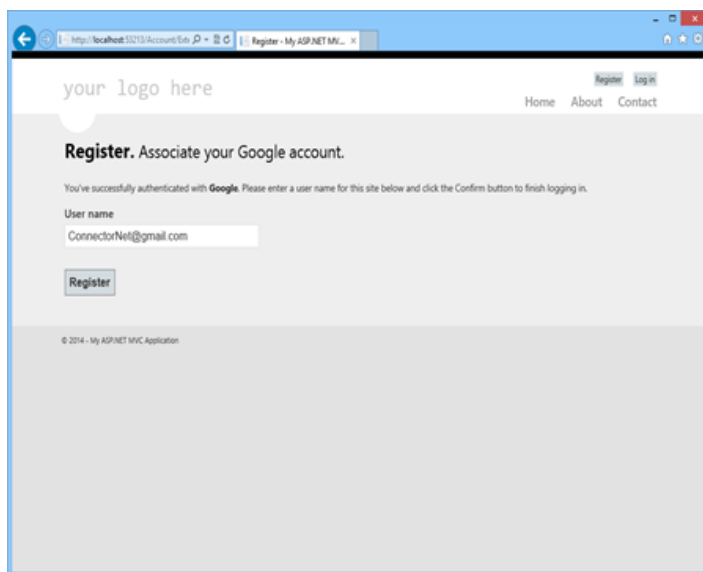 http://localhost:53213/Account/Exte
Register - My ASP.NET MV...
your logo here
Register Log in
Home About Contact
Register. Associate your Google account.
You've successfully authenticated with Google. Please enter a user name for this site below and click the Confirm button to finish logging in.
User name
ConnectorNet@gmail.com
Register
© 2014 - My ASP.NET MVC Application